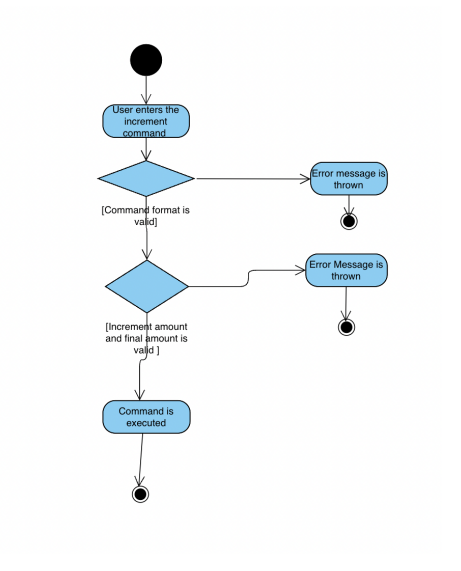 User enters the
increment
command
Error message is
thrown
[Command format is
valid]
Error Message is
thrown
[Increment amount
and final amount is
valid ]
Command is
executed